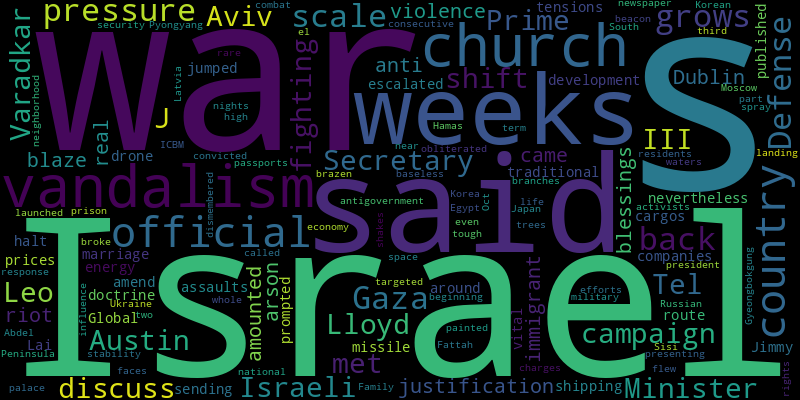 pressure
Aviv
scale
violence
combat
tensions
newspaper
Korean
beacon
grows
published
security
Pyongyang
consecutive
Prime
South
third
war
church
S
Varadkar
neighborhood
Latvia
jumped
anti
shift
Dublin
Moscow
Defense
rare
el
fighting
escalated
development
part
spray
J
nights
high
weeks
real
ICBM
Hamas
term
III
landing
blaze
drone
convicted
near
obliterated
residents
waters
Secretary
came
traditional
passports
brazen
baseless
branches
vandalism
said
blessings
nevertheless
activists
dismembered
antigovernment
Korea
Egypt
Oct
life
Japan
cargos
country
launched
prison
economy
even
tough
trees
official
shakes
back
president
halt
broke
marriage
called
space
companies
Gyeongbokgung
prices
energy
Israel
response
assaults
arson
prompted
targeted
around
efforts
military
Tel
Russian
Leo
amend
doctrine
whole
amounted
Gaza
beginning
vital
immigrant
route
influence
Ukraine
two
riot
Global
Lloyd
painted
campaign
Jimmy
Abdel
Lai
stability
Austin
missile
Fattah
Sisi
Peninsula
faces
met
charges
presenting
flew
palace
discuss
sending
national
Israeli
Family
justification
shipping
Minister
rights